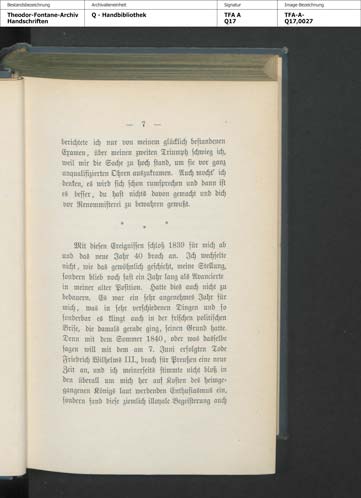 Bestandsbezeichnung
Archivalieneinheit
Signatur
Image-Bezeichnung
Theodor-Fontane-Archiv
Handschriften
Q - Handbibliothek
TFA A
Q17
TFA-A-
Q17,0027
— 7 —
berichtete ich nur von meinem glücklich bestandenen
Examen, über meinen zweiten Triumph schwieg ich,
weil mir die Sache zu hoch stand, um sie vor ganz
unqualifizierten Ohren auszukramen. Auch mocht' ich
denken, es wird sich schon rumsprechen und dann ist
es besser, du hast nichts davon gemacht und dich
vor Renommisterei zu bewahren gewußt.
* * *
Mit diesen Ereignissen schloß 1839 für mich ab
und das neue Jahr 40 brach an. Ich wechselte
nicht, wie das gewöhnlich geschieht, meine Stellung,
sondern blieb noch fast ein Jahr lang als Avancierte
in meiner alter Position. Hatte dies auch nicht zu
bedauern. Es war ein sehr angenehmes Jahr für
mich, was in sehr verschiedenen Dingen und so
sonderbar es klingt auch in der frischen politischen
Brise, die damals gerade ging, seinen Grund hatte.
Denn mit dem Sommer 1840, oder was dasselbe
sagen will mit dem am 7. Juni erfolgten Tode
Friedrich Wilhelms III., brach für Preußen eine neue
Zeit an, und ich meinerseits stimmte nicht bloß in
den überall um mich her auf Kosten des heimge-
gangenen Königs laut werdenden Enthusiasmus ein,
sondern fand diese ziemlich illoyale Begeisterung auch